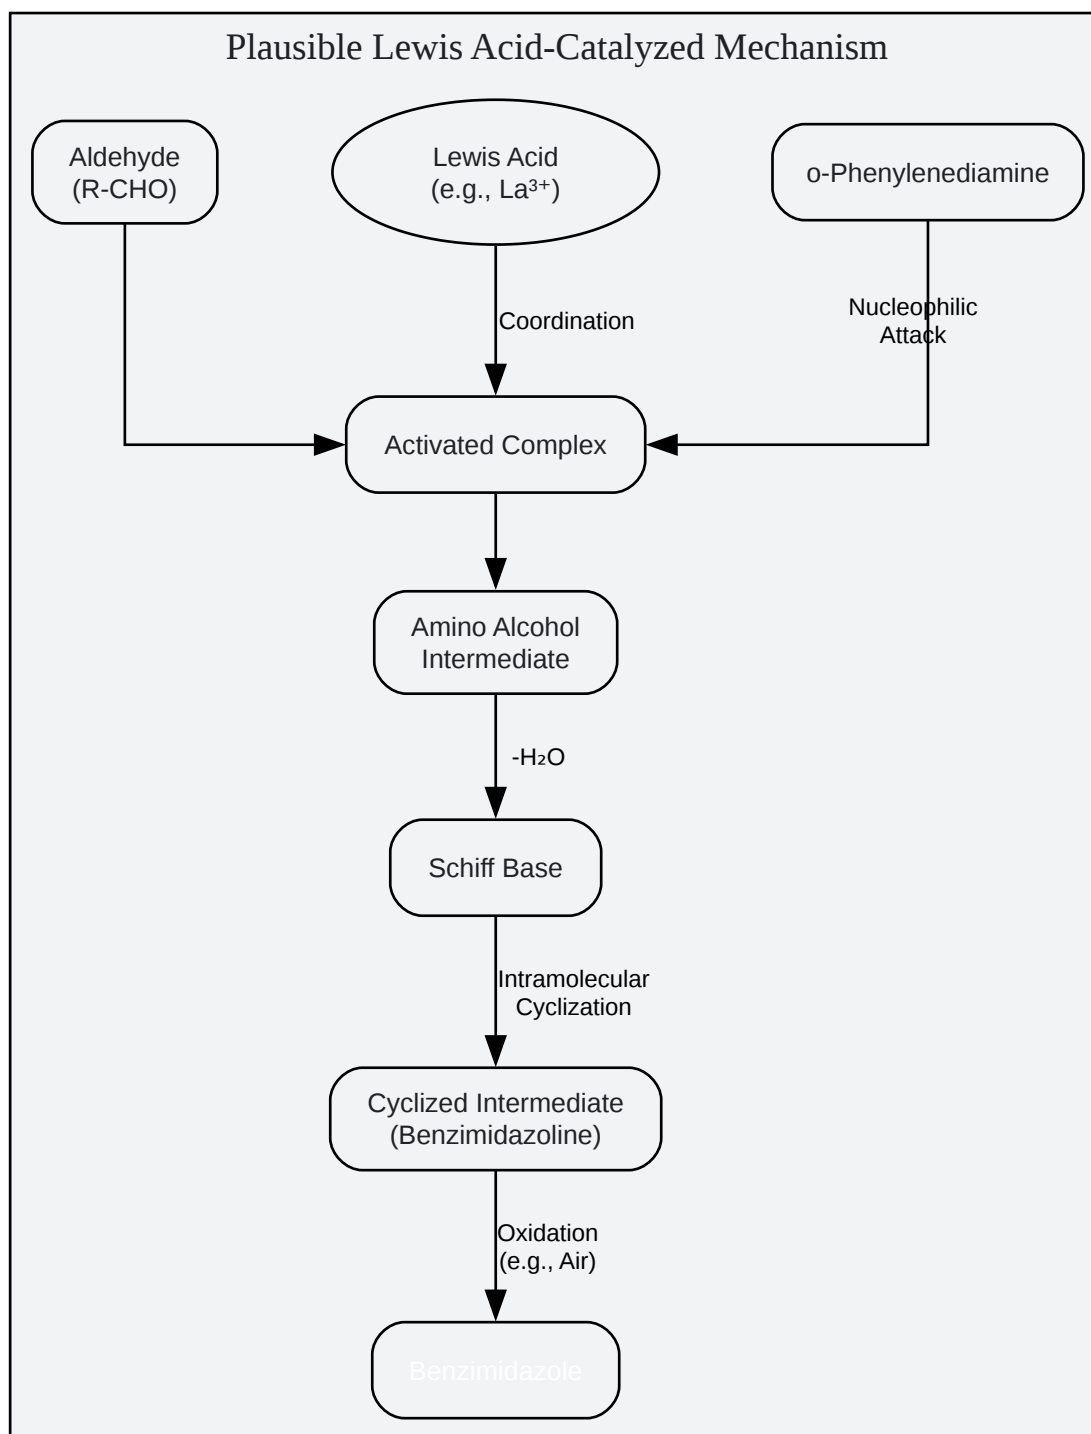 Plausible Lewis Acid-Catalyzed Mechanism
Aldehyde
(R-CHO)
Lewis Acid
(e.g., La³⁺)
o-Phenylenediamine
Coordination
Nucleophilic
Attack
Activated Complex
Amino Alcohol
Intermediate
-H₂O
Schiff Base
Intramolecular
Cyclization
Cyclized Intermediate
(Benzimidazoline)
Oxidation
(e.g., Air)
Benzimidazole